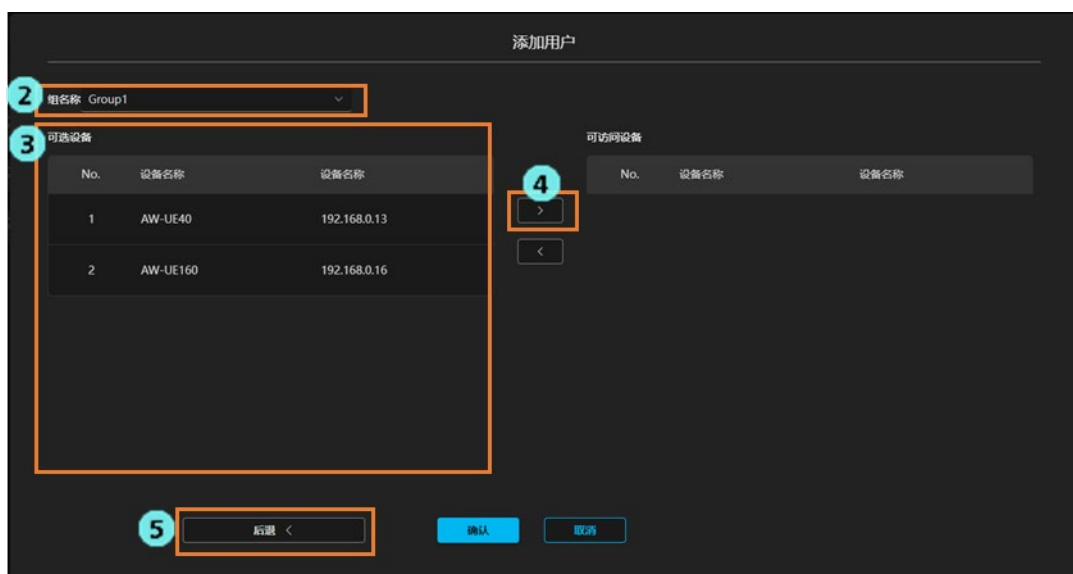 添加用户
2 组名称 Group1
3 可选设备 可访问设备
No. 设备名称 设备名称 4 No. 设备名称 设备名称
1 AW-UE40 192.168.0.13 >
2 AW-UE160 192.168.0.16 <
5 后退 < 确认 取消